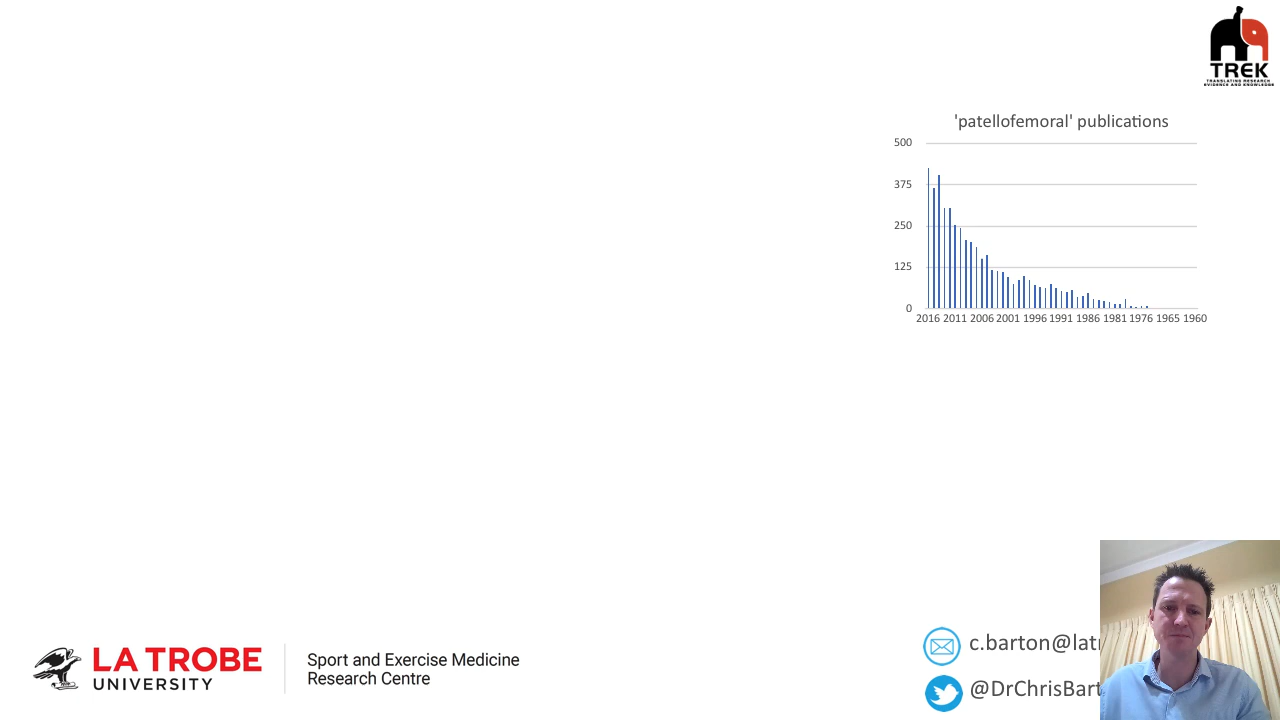 TREK
TRANSLATING RESEARCH
EVIDENCE AND KNOWLEDGE
'patellofemoral' publications
500
375
250
125
0
2016 2011 2006 2001 1996 1991 1986 1981 1976 1965 1960
LA TROBE
UNIVERSITY
Sport and Exercise Medicine
Research Centre
c.barton@latr
@DrChrisBart